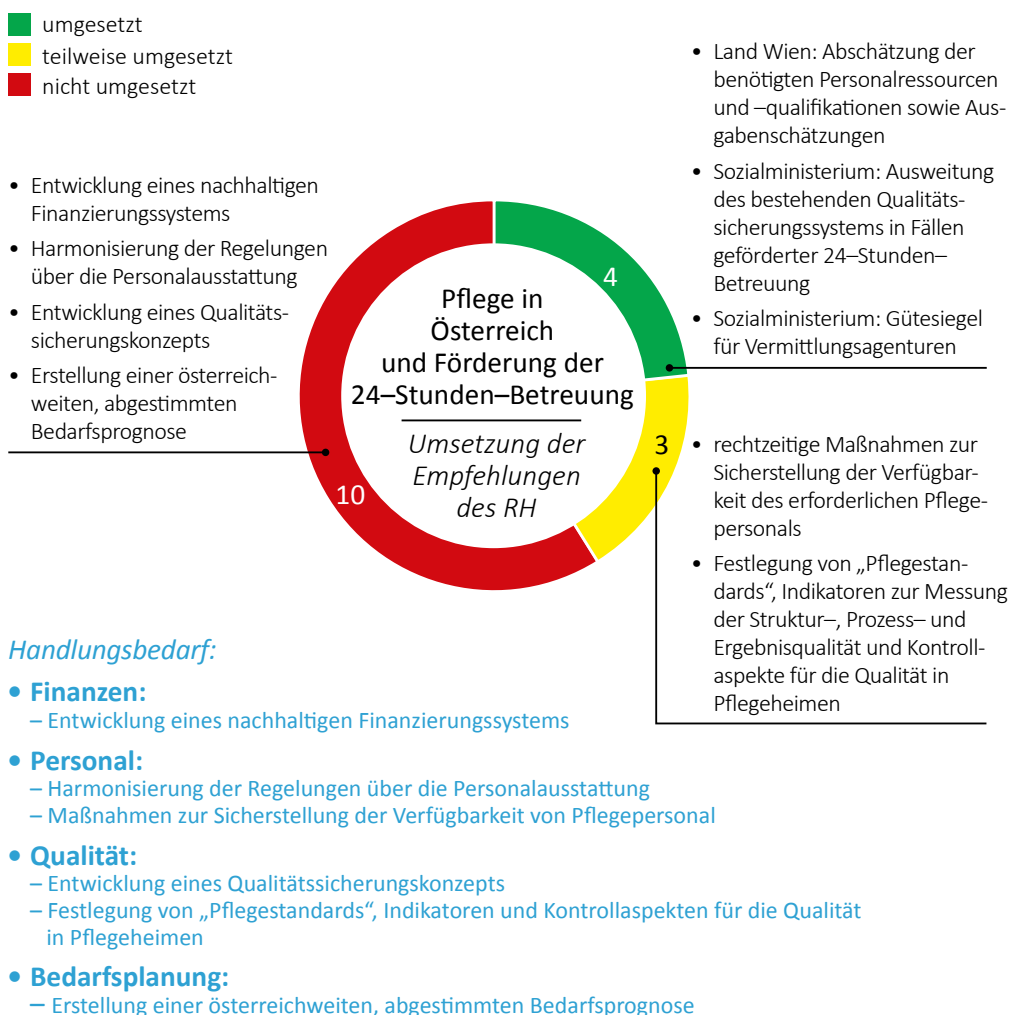 umgesetzt
teilweise umgesetzt
nicht umgesetzt
• Entwicklung eines nachhaltigen
Finanzierungssystems
• Harmonisierung der Regelungen
über die Personalausstattung
• Entwicklung eines Qualitäts-
sicherungskonzepts
• Erstellung einer österreich-
weiten, abgestimmten
Bedarfsprognose
Pflege in
Österreich
und Förderung der
24–Stunden–Betreuung
Umsetzung der
Empfehlungen
des RH
4
3
10
• Land Wien: Abschätzung der
benötigten Personalressourcen
und –qualifikationen sowie Aus-
gabenschätzungen
• Sozialministerium: Ausweitung
des bestehenden Qualitäts-
sicherungssystems in Fällen
geförderter 24–Stunden–
Betreuung
• Sozialministerium: Gütesiegel
für Vermittlungsagenturen
• rechtzeitige Maßnahmen zur
Sicherstellung der Verfügbar-
keit des erforderlichen Pflege-
personals
• Festlegung von „Pflegestan-
dards“, Indikatoren zur Messung
der Struktur–, Prozess– und
Ergebnisqualität und Kontroll-
aspekte für die Qualität in
Pflegeheimen
Handlungsbedarf:
• Finanzen:
– Entwicklung eines nachhaltigen Finanzierungssystems
• Personal:
– Harmonisierung der Regelungen über die Personalausstattung
– Maßnahmen zur Sicherstellung der Verfügbarkeit von Pflegepersonal
• Qualität:
– Entwicklung eines Qualitätssicherungskonzepts
– Festlegung von „Pflegestandards“, Indikatoren und Kontrollaspekten für die Qualität
in Pflegeheimen
• Bedarfsplanung:
– Erstellung einer österreichweiten, abgestimmten Bedarfsprognose